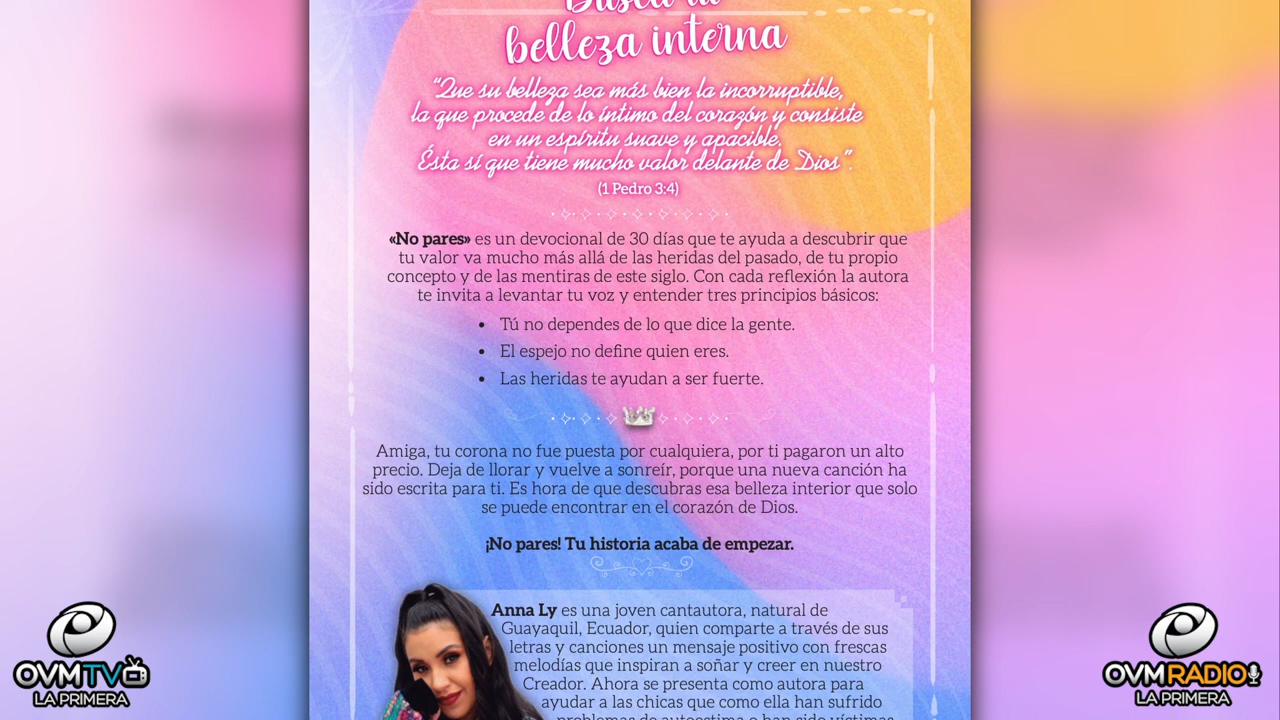 Busca tu
belleza interna
“Que su belleza sea más bien la incorruptible,
la que procede de lo íntimo del corazón y consiste
en un espíritu suave y apacible.
Ésta sí que tiene mucho valor delante de Dios”.
(1 Pedro 3:4)
«No pares» es un devocional de 30 días que te ayuda a descubrir que
tu valor va mucho más allá de las heridas del pasado, de tu propio
concepto y de las mentiras de este siglo. Con cada reflexión la autora
te invita a levantar tu voz y entender tres principios básicos:
• Tú no dependes de lo que dice la gente.
• El espejo no define quien eres.
• Las heridas te ayudan a ser fuerte.
Amiga, tu corona no fue puesta por cualquiera, por ti pagaron un alto
precio. Deja de llorar y vuelve a sonreír, porque una nueva canción ha
sido escrita para ti. Es hora de que descubras esa belleza interior que solo
se puede encontrar en el corazón de Dios.
¡No pares! Tu historia acaba de empezar.
Anna Ly es una joven cantautora, natural de
Guayaquil, Ecuador, quien comparte a través de sus
letras y canciones un mensaje positivo con frescas
melodías que inspiran a soñar y creer en nuestro
Creador. Ahora se presenta como autora para
ayudar a las chicas que como ella han sufrido
problemas de autoestima o han sido víctimas
OVMTV
LA PRIMERA
OVMRADIO
LA PRIMERA